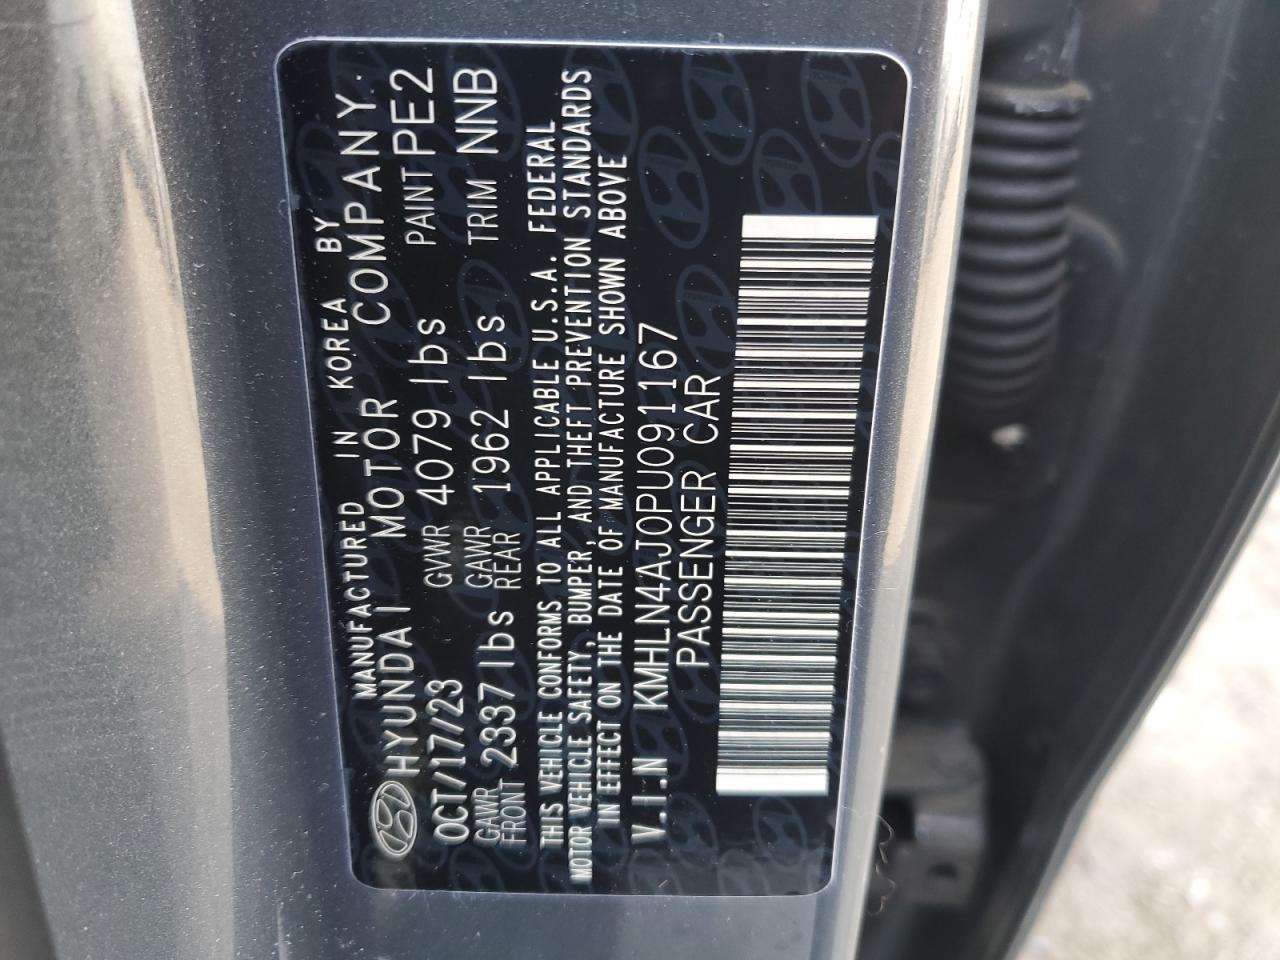 MANUFACTURED IN KOREA BY
HYUNDAI MOTOR COMPANY
OCT/17/23 GVWR 4079 lbs PAINT PE2
GAWR FRONT 2337 lbs GAWR REAR 1962 lbs TRIM NNB
THIS VEHICLE CONFORMS TO ALL APPLICABLE U.S.A. FEDERAL
MOTOR VEHICLE SAFETY, BUMPER, AND THEFT PREVENTION STANDARDS
IN EFFECT ON THE DATE OF MANUFACTURE SHOWN ABOVE
V.I.N KMHLN4AJ0PU091167
PASSENGER CAR